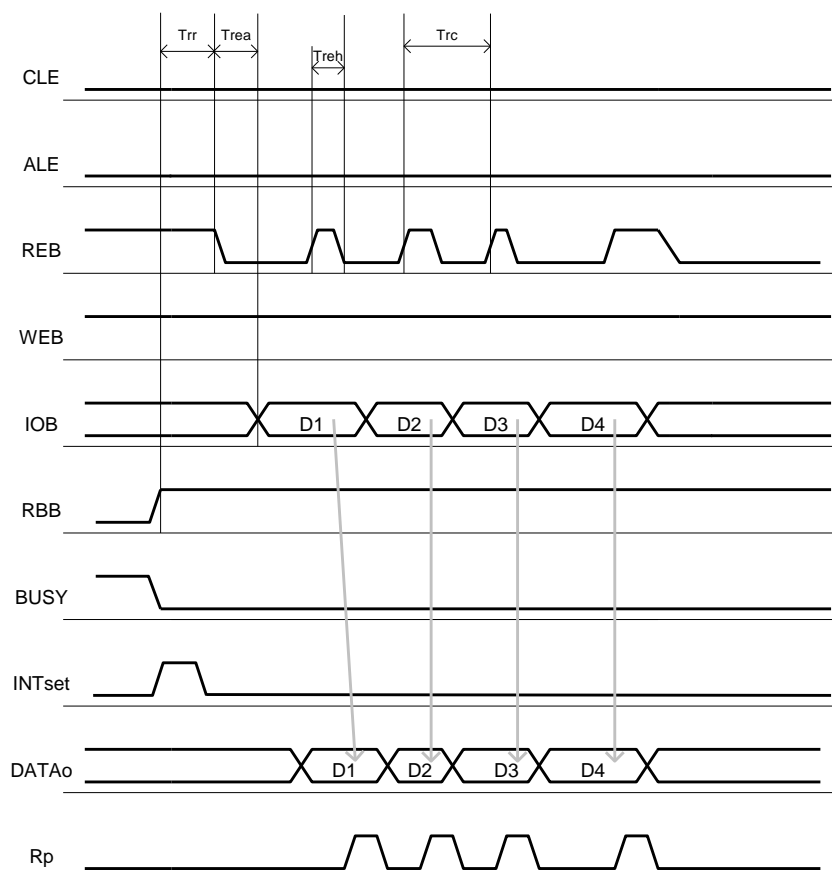 Trr Trea Treh Trc
CLE
ALE
REB
WEB
IOB D1 D2 D3 D4
RBB
BUSY
INTset
DATAo D1 D2 D3 D4
Rp